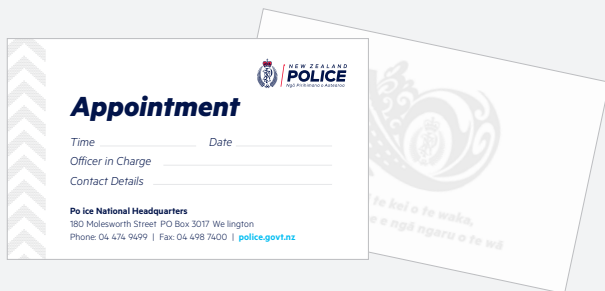 NEW ZEALAND
POLICE
Ngā Pirihimana o Aotearoa
Appointment
Time Date
Officer in Charge
Contact Details
Po ice National Headquarters
180 Molesworth Street PO Box 3017 We lington
Phone: 04 474 9499 | Fax: 04 498 7400 | police.govt.nz
te kei o te waka,
e e ngā ngaru o te wā